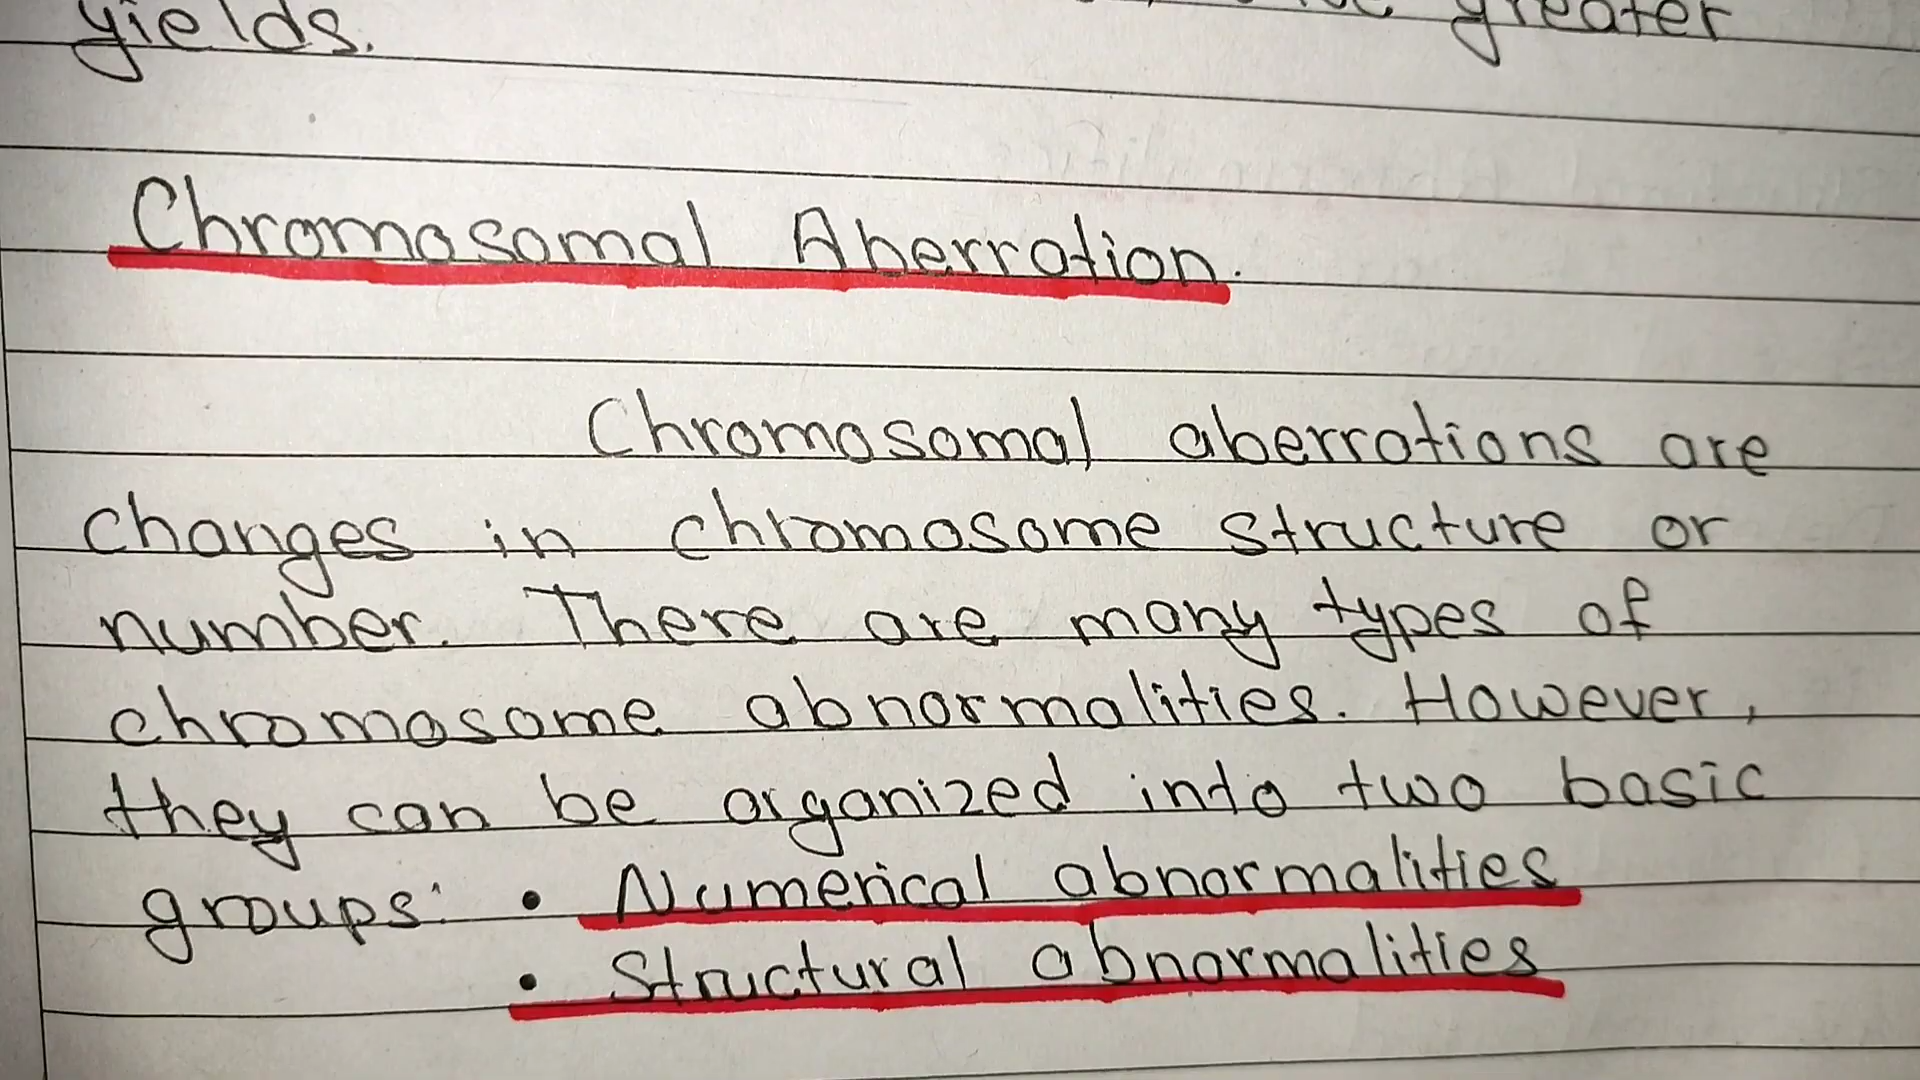 yields. greater
Chromosomal Aberration.
Chromosomal aberrations are
changes in chromosome structure or
number. There are many types of
chromosome abnormalities. However,
they can be organized into two basic
groups: • Numerical abnormalities
• Structural abnormalities